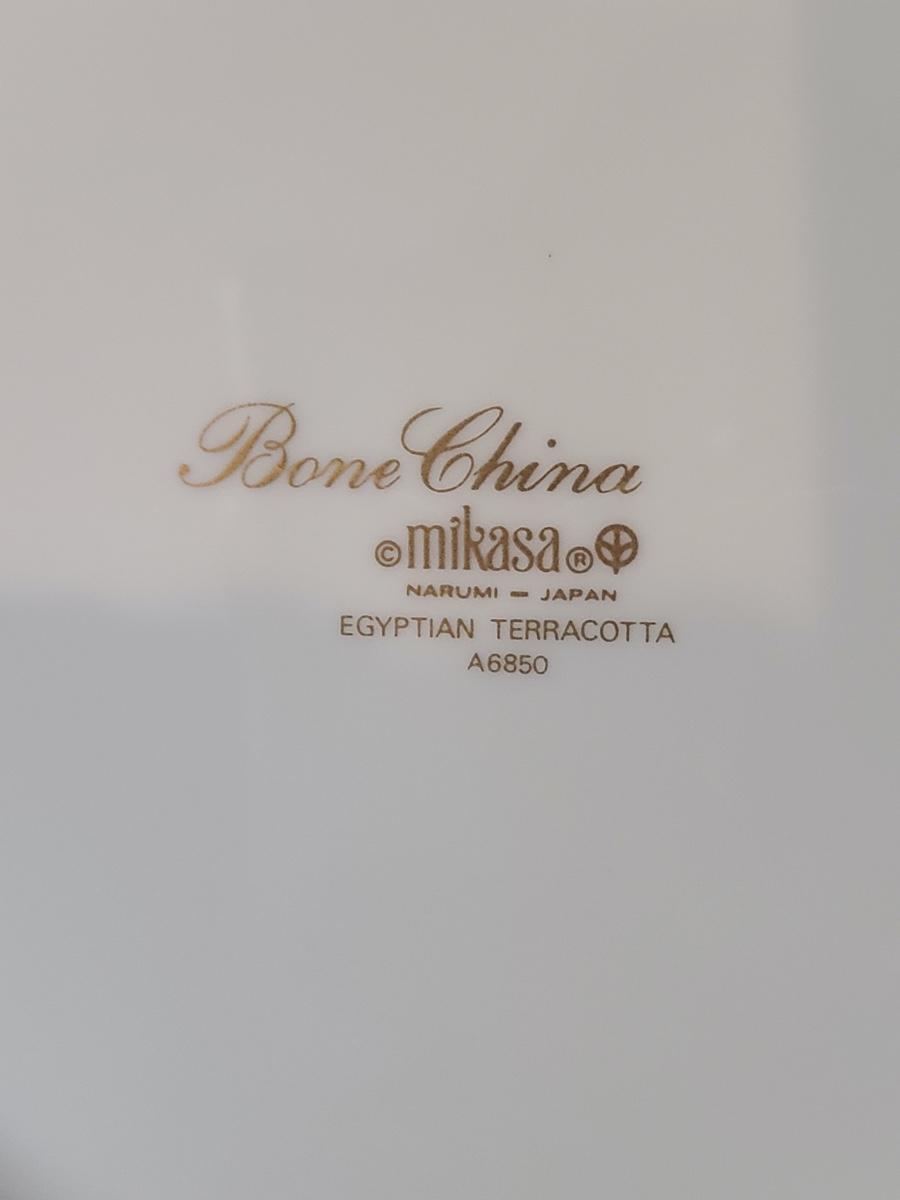 Bone China
©mikasa®
NARUMI – JAPAN
EGYPTIAN TERRACOTTA
A6850